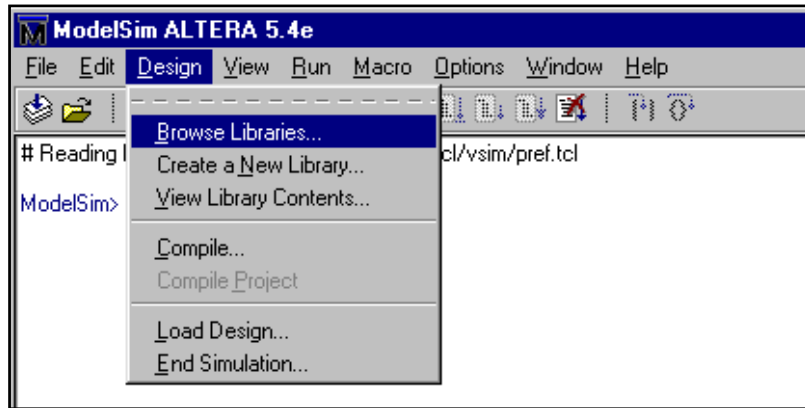 ModelSim ALTERA 5.4e
File Edit Design View Run Macro Options Window Help
# Reading cl/vsim/pref.tcl
Browse Libraries...
Create a New Library...
ModelSim>
View Library Contents...
Compile...
Compile Project
Load Design...
End Simulation...